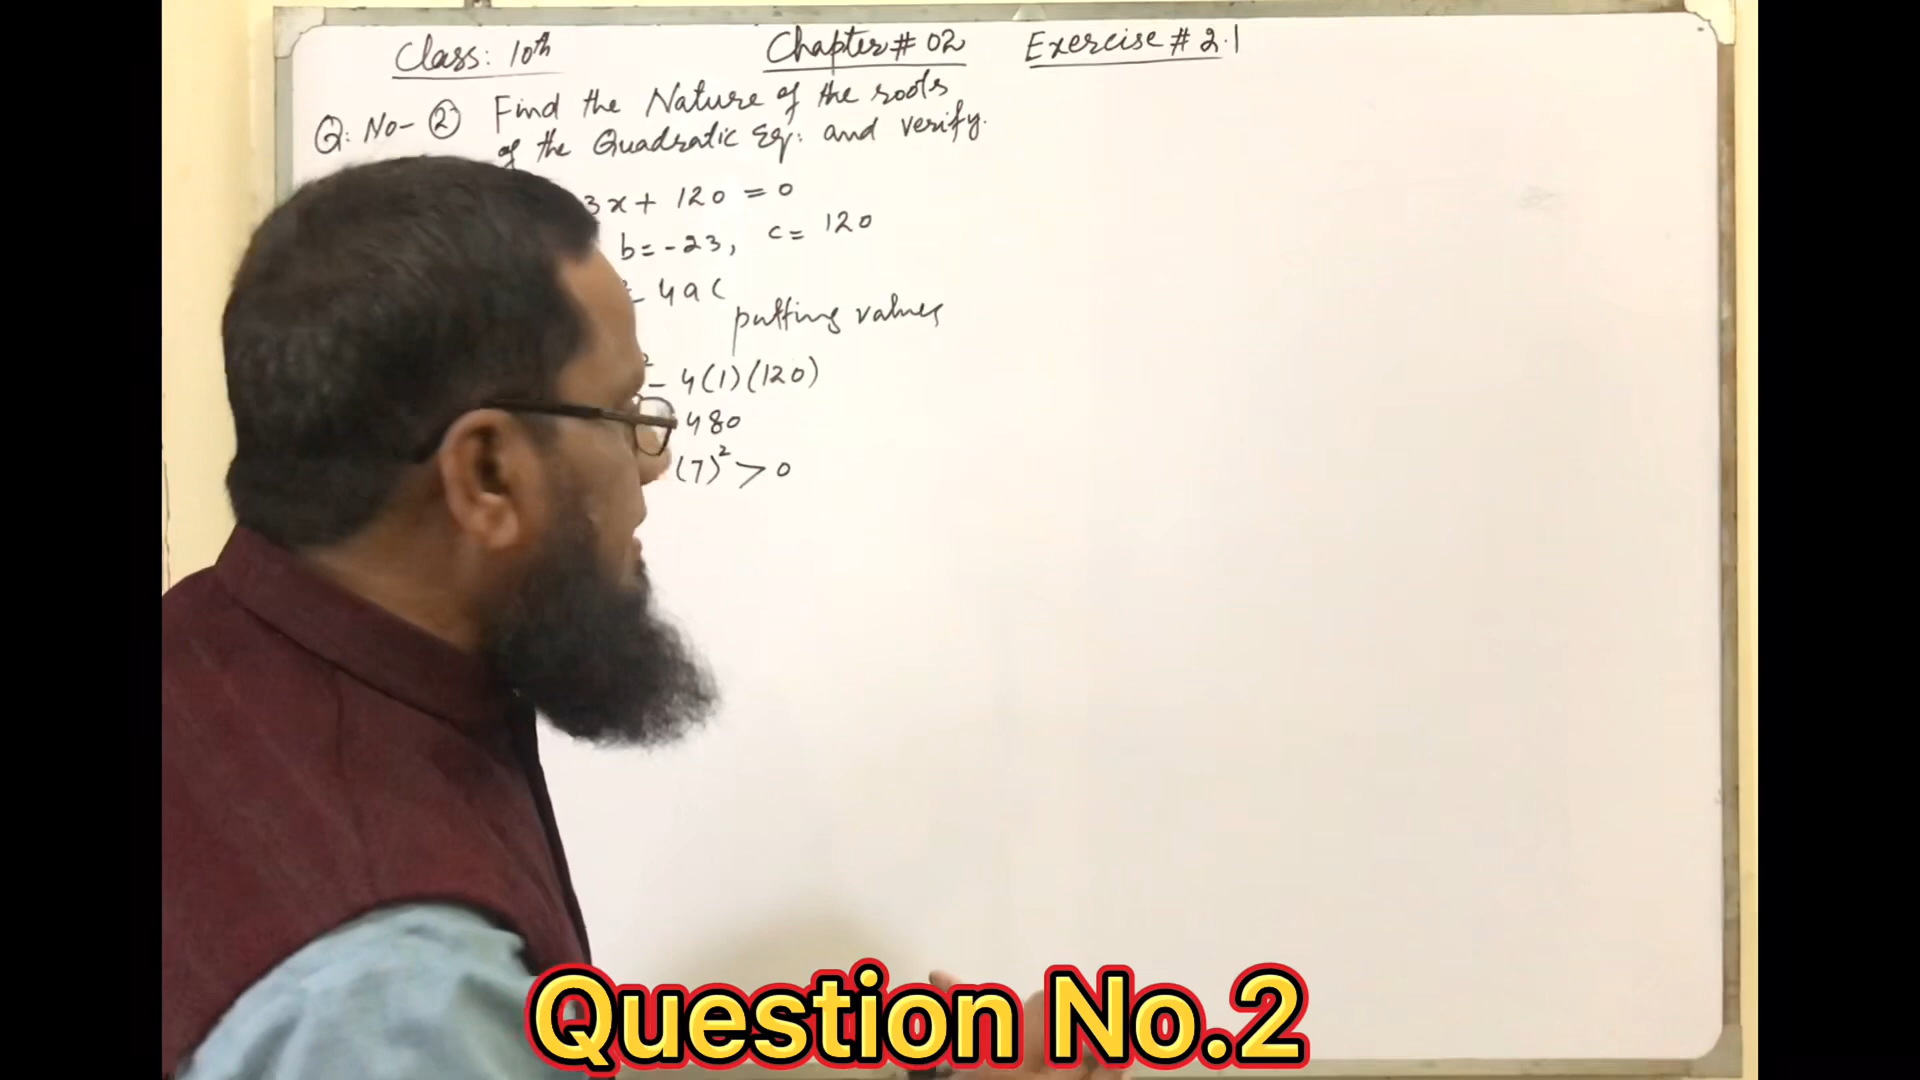 Class: 10th Chapter# 02 Exercise # 2.1
Q: No- ② Find the Nature of the roots
of the Quadratic Eq: and verify.
3x + 120 = 0
b = -23, c = 120
- 4ac
putting values
² - 4(1)(120)
480
(7)² > 0
Question No.2